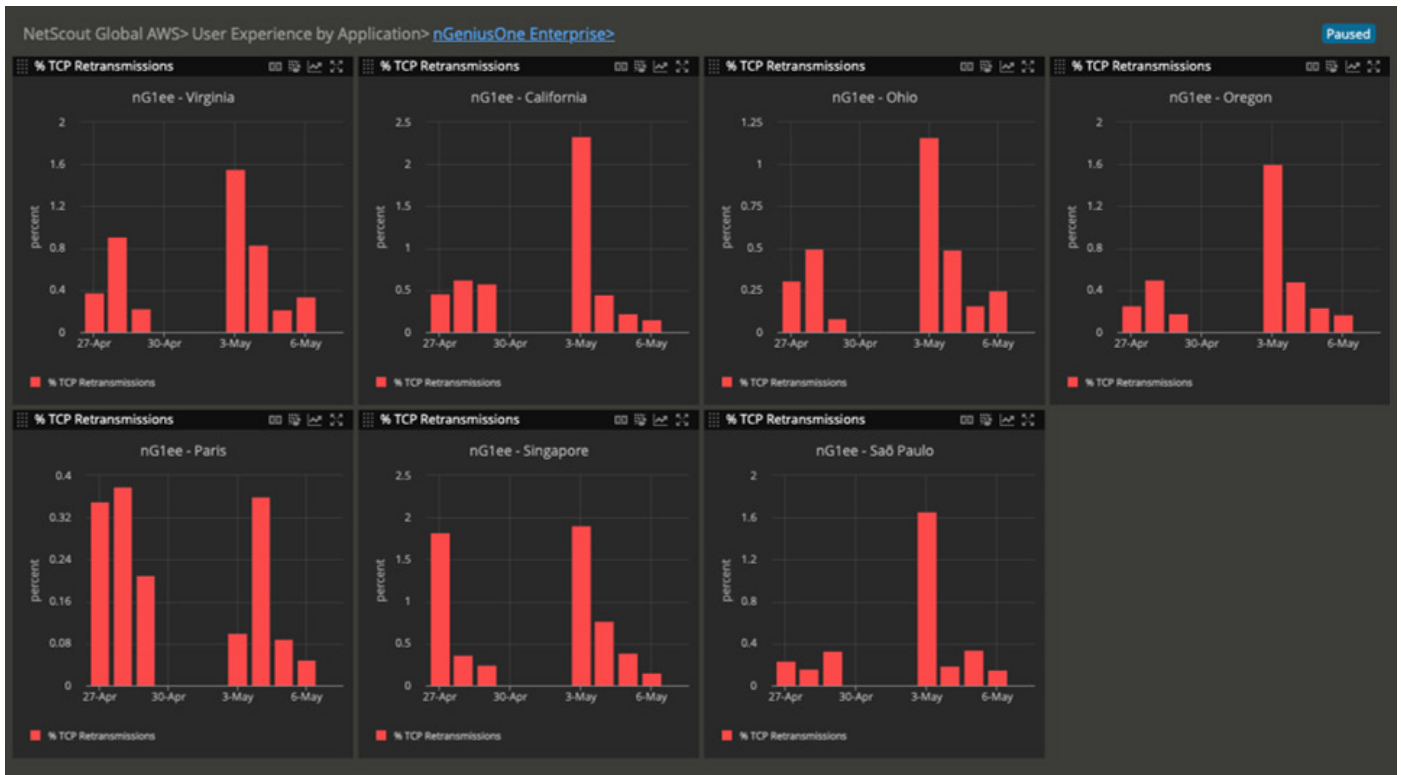 NetScout Global AWS> User Experience by Application> nGeniusOne Enterprise>
Paused
% TCP Retransmissions
nG1ee - Virginia
2
1.6
1.2
0.8
0.4
0
percent
27-Apr 30-Apr 3-May 6-May
% TCP Retransmissions
% TCP Retransmissions
nG1ee - California
2.5
2
1.5
1
0.5
0
percent
27-Apr 30-Apr 3-May 6-May
% TCP Retransmissions
% TCP Retransmissions
nG1ee - Ohio
1.25
1
0.75
0.5
0.25
0
percent
27-Apr 30-Apr 3-May 6-May
% TCP Retransmissions
% TCP Retransmissions
nG1ee - Oregon
2
1.6
1.2
0.8
0.4
0
percent
27-Apr 30-Apr 3-May 6-May
% TCP Retransmissions
% TCP Retransmissions
nG1ee - Paris
0.4
0.32
0.24
0.16
0.08
0
percent
27-Apr 30-Apr 3-May 6-May
% TCP Retransmissions
% TCP Retransmissions
nG1ee - Singapore
2.5
2
1.5
1
0.5
0
percent
27-Apr 30-Apr 3-May 6-May
% TCP Retransmissions
% TCP Retransmissions
nG1ee - Saõ Paulo
2
1.6
1.2
0.8
0.4
0
percent
27-Apr 30-Apr 3-May 6-May
% TCP Retransmissions